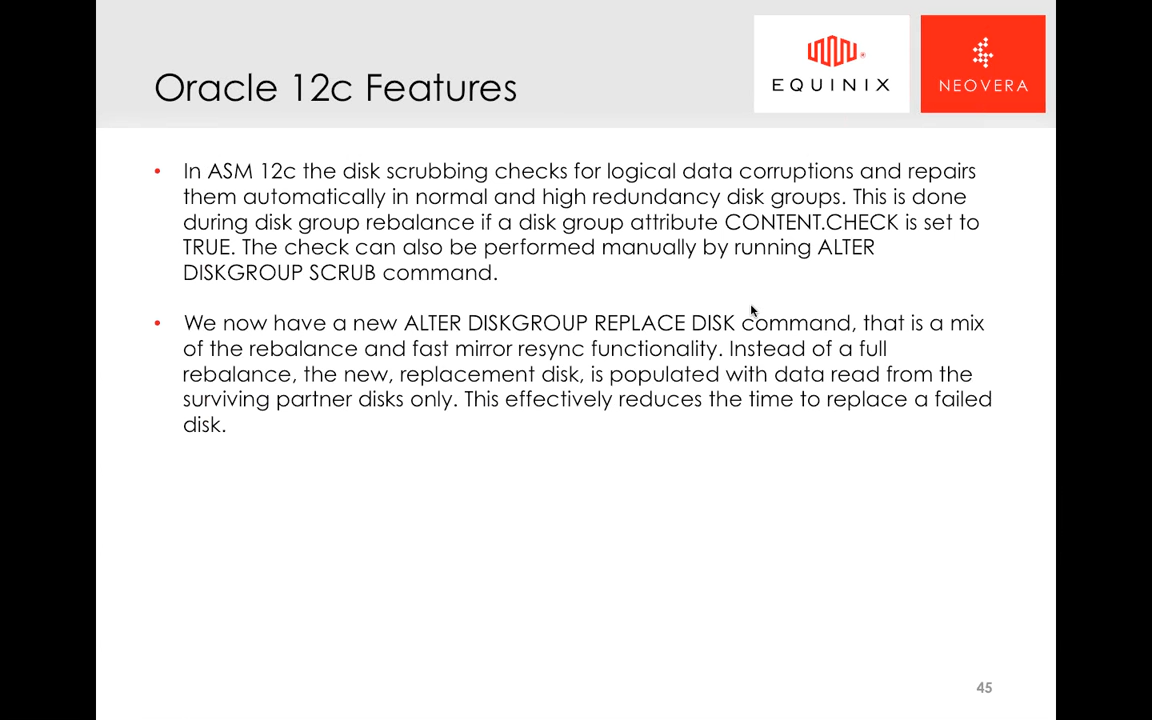 Oracle 12c Features
EQUINIX
NEOVERA
• In ASM 12c the disk scrubbing checks for logical data corruptions and repairs
them automatically in normal and high redundancy disk groups. This is done
during disk group rebalance if a disk group attribute CONTENT.CHECK is set to
TRUE. The check can also be performed manually by running ALTER
DISKGROUP SCRUB command.
• We now have a new ALTER DISKGROUP REPLACE DISK command, that is a mix
of the rebalance and fast mirror resync functionality. Instead of a full
rebalance, the new, replacement disk, is populated with data read from the
surviving partner disks only. This effectively reduces the time to replace a failed
disk.
45